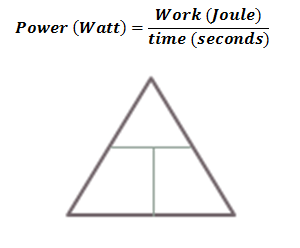 Power (Watt) = Work (Joule) / time (seconds)